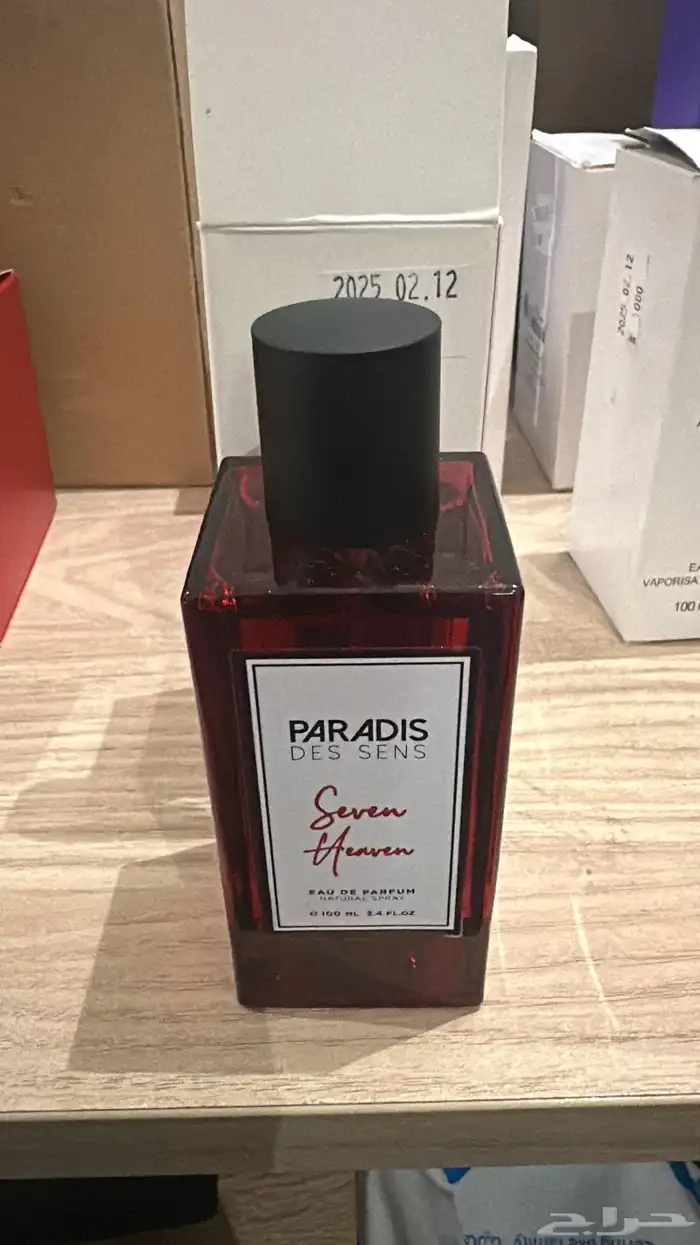 2025 02.12
2025 02.12
PARADIS
DES SENS
Seven
Heaven
EAU DE PARFUM
NATURAL SPRAY
e 100 ML 3.4 FL.OZ
VAPORISA
100
حراج